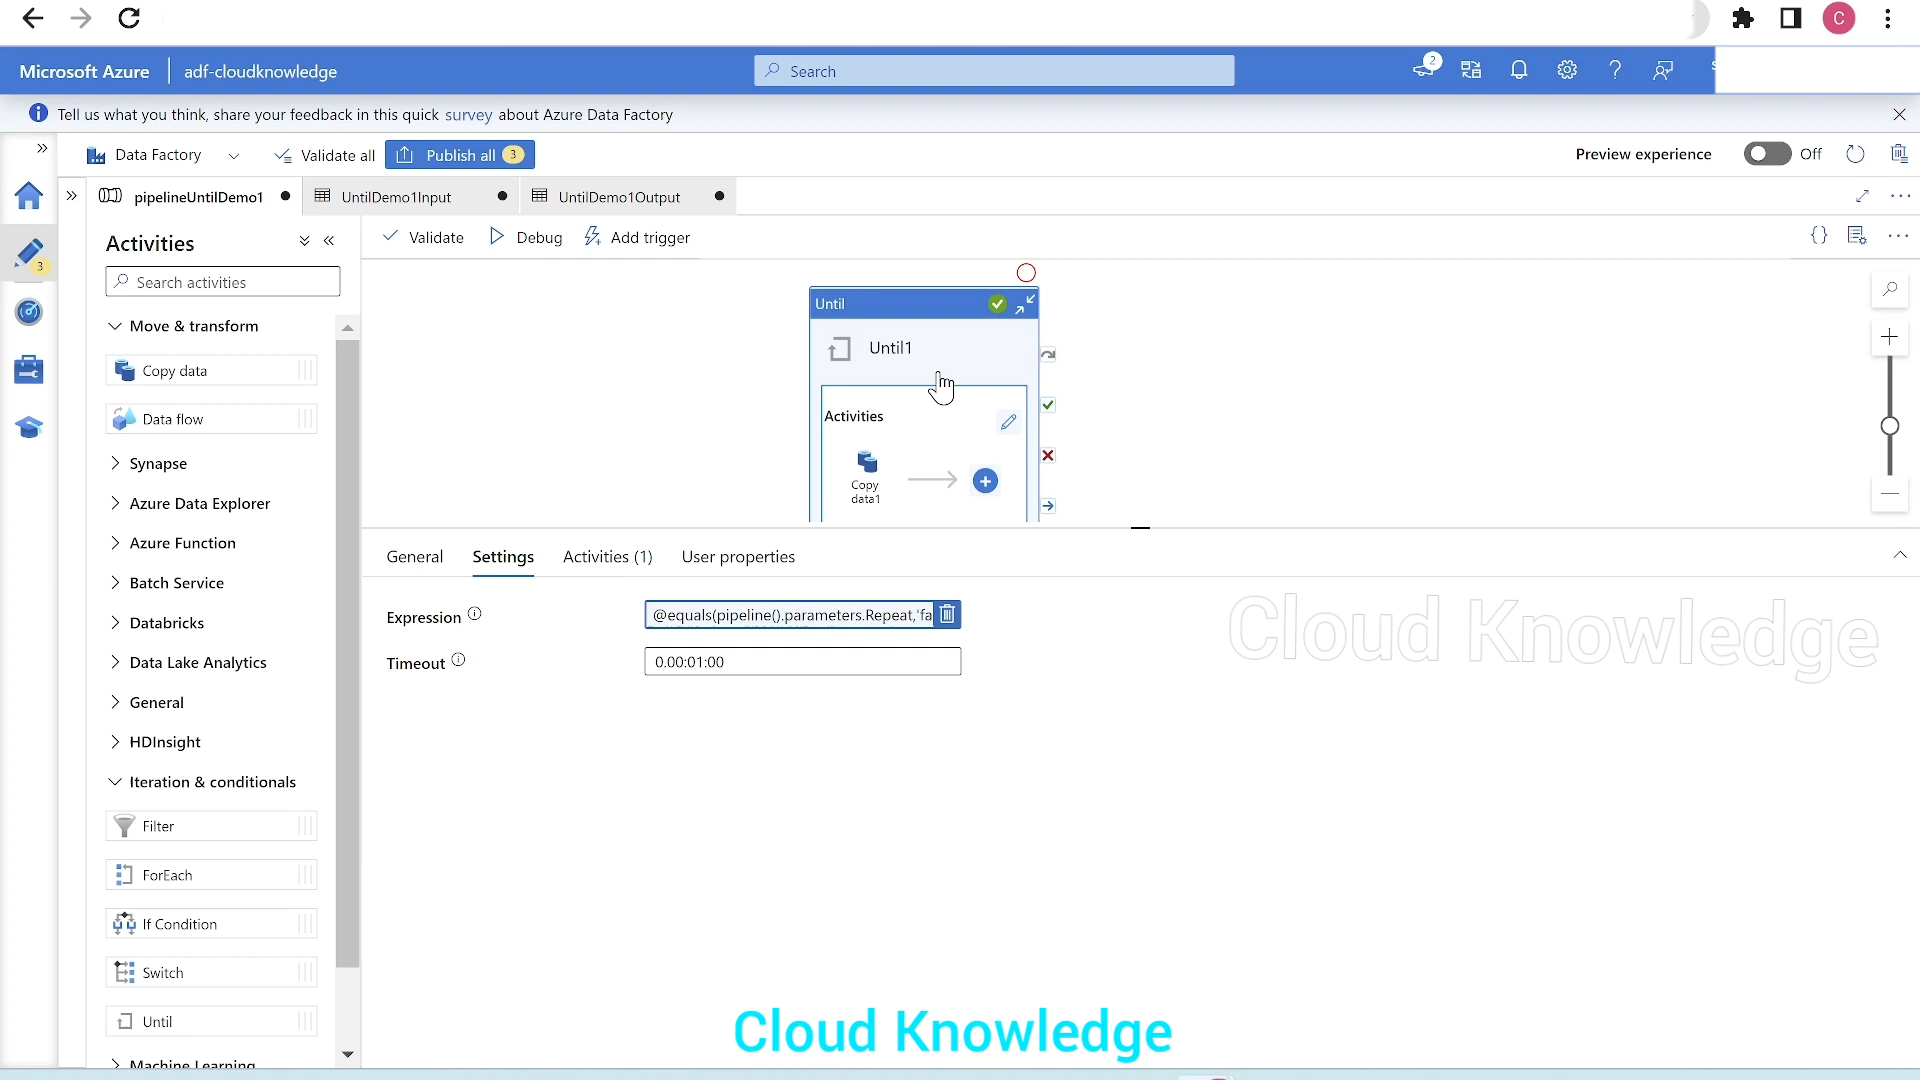 C
Microsoft Azure
adf-cloudknowledge
Search
2
Tell us what you think, share your feedback in this quick survey about Azure Data Factory
Data Factory
Validate all
Publish all 3
Preview experience
Off
pipelineUntilDemo1
UntilDemo1Input
UntilDemo1Output
Activities
Validate
Debug
Add trigger
3
Search activities
Move & transform
Copy data
Data flow
Synapse
Azure Data Explorer
Azure Function
Batch Service
Databricks
Data Lake Analytics
General
HDInsight
Iteration & conditionals
Filter
ForEach
If Condition
Switch
Until
Machine Learning
Until
Until1
Activities
Copy
data1
General
Settings
Activities (1)
User properties
Expression
@equals(pipeline().parameters.Repeat,'fa
Timeout
0.00:01:00
Cloud Knowledge
Cloud Knowledge